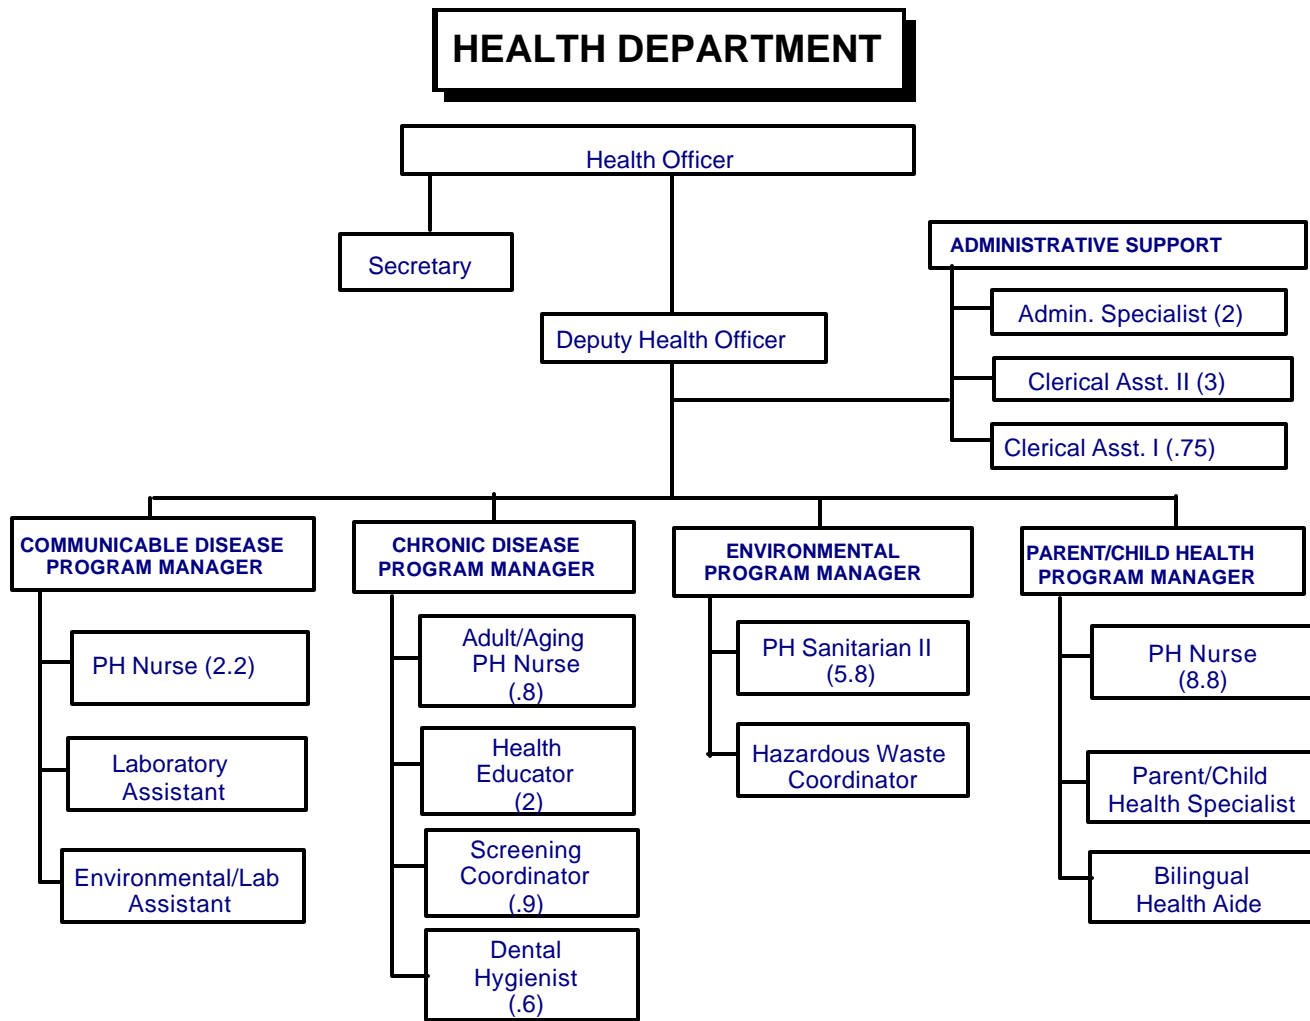 HEALTH DEPARTMENT
Health Officer
Secretary
ADMINISTRATIVE SUPPORT
Admin. Specialist (2)
Deputy Health Officer
Clerical Asst. II (3)
Clerical Asst. I (.75)
COMMUNICABLE DISEASE
PROGRAM MANAGER
PH Nurse (2.2)
Laboratory
Assistant
Environmental/Lab
Assistant
CHRONIC DISEASE
PROGRAM MANAGER
Adult/Aging
PH Nurse
(.8)
Health
Educator
(2)
Screening
Coordinator
(.9)
Dental
Hygienist
(.6)
ENVIRONMENTAL
PROGRAM MANAGER
PH Sanitarian II
(5.8)
Hazardous Waste
Coordinator
PARENT/CHILD HEALTH
PROGRAM MANAGER
PH Nurse
(8.8)
Parent/Child
Health Specialist
Bilingual
Health Aide